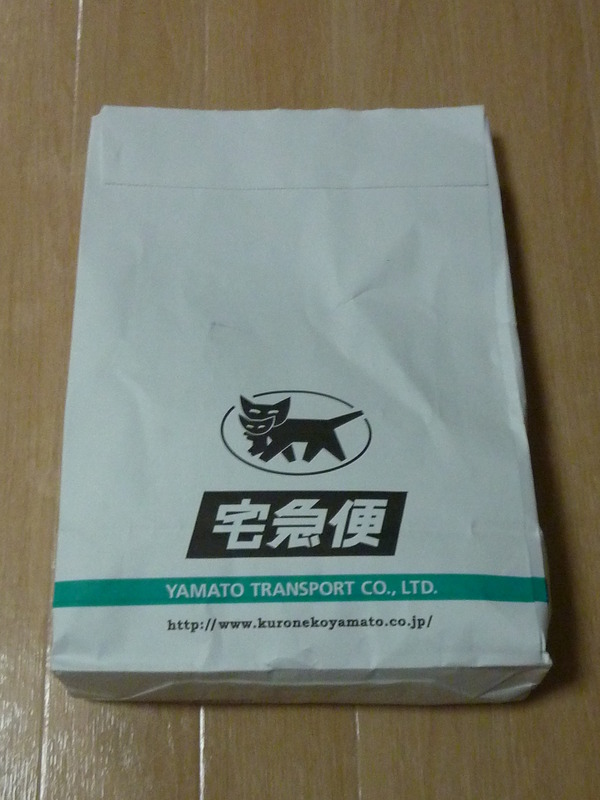 宅急便
YAMATO TRANSPORT CO., LTD.
http://www.kuronekoyamato.co.jp/